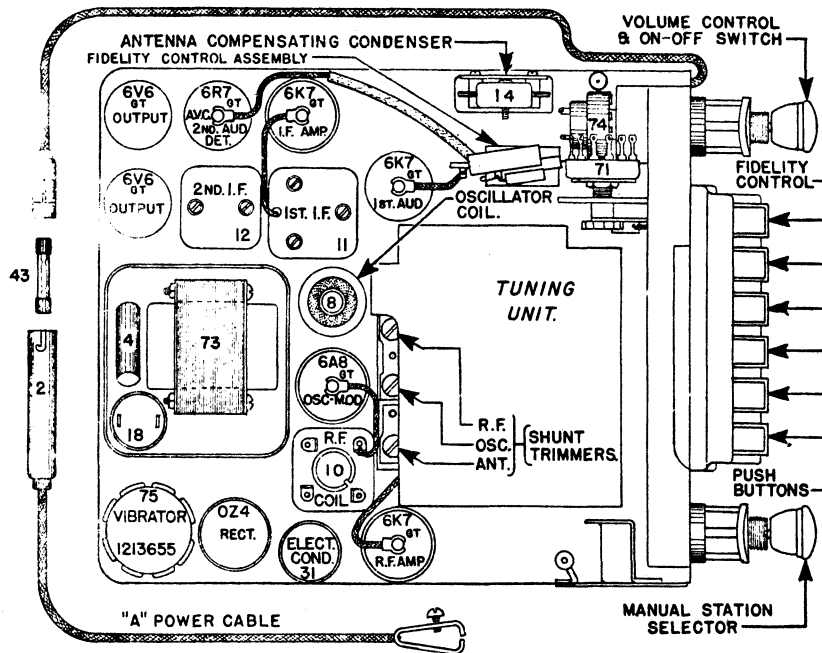 VOLUME CONTROL
& ON-OFF SWITCH
ANTENNA COMPENSATING CONDENSER
FIDELITY CONTROL ASSEMBLY
6V6
GT
OUTPUT
6R7
GT
A.V.C.
2ND. AUD
DET.
6K7
GT
I.F. AMP.
14
74
71
6V6
GT
OUTPUT
2ND. I.F.
12
1ST. I.F.
11
6K7
GT
1ST. AUD
OSCILLATOR
COIL.
FIDELITY
CONTROL
43
TUNING
UNIT.
8
4
73
2
6A8
GT
OSC-MOD
18
R.F.
10
COIL
R.F.
OSC.
ANT.
SHUNT
TRIMMERS.
PUSH
BUTTONS
75
VIBRATOR
1213655
OZ4
RECT.
ELECT.
COND.
31
6K7
GT
R.F. AMP
"A" POWER CABLE
MANUAL STATION
SELECTOR